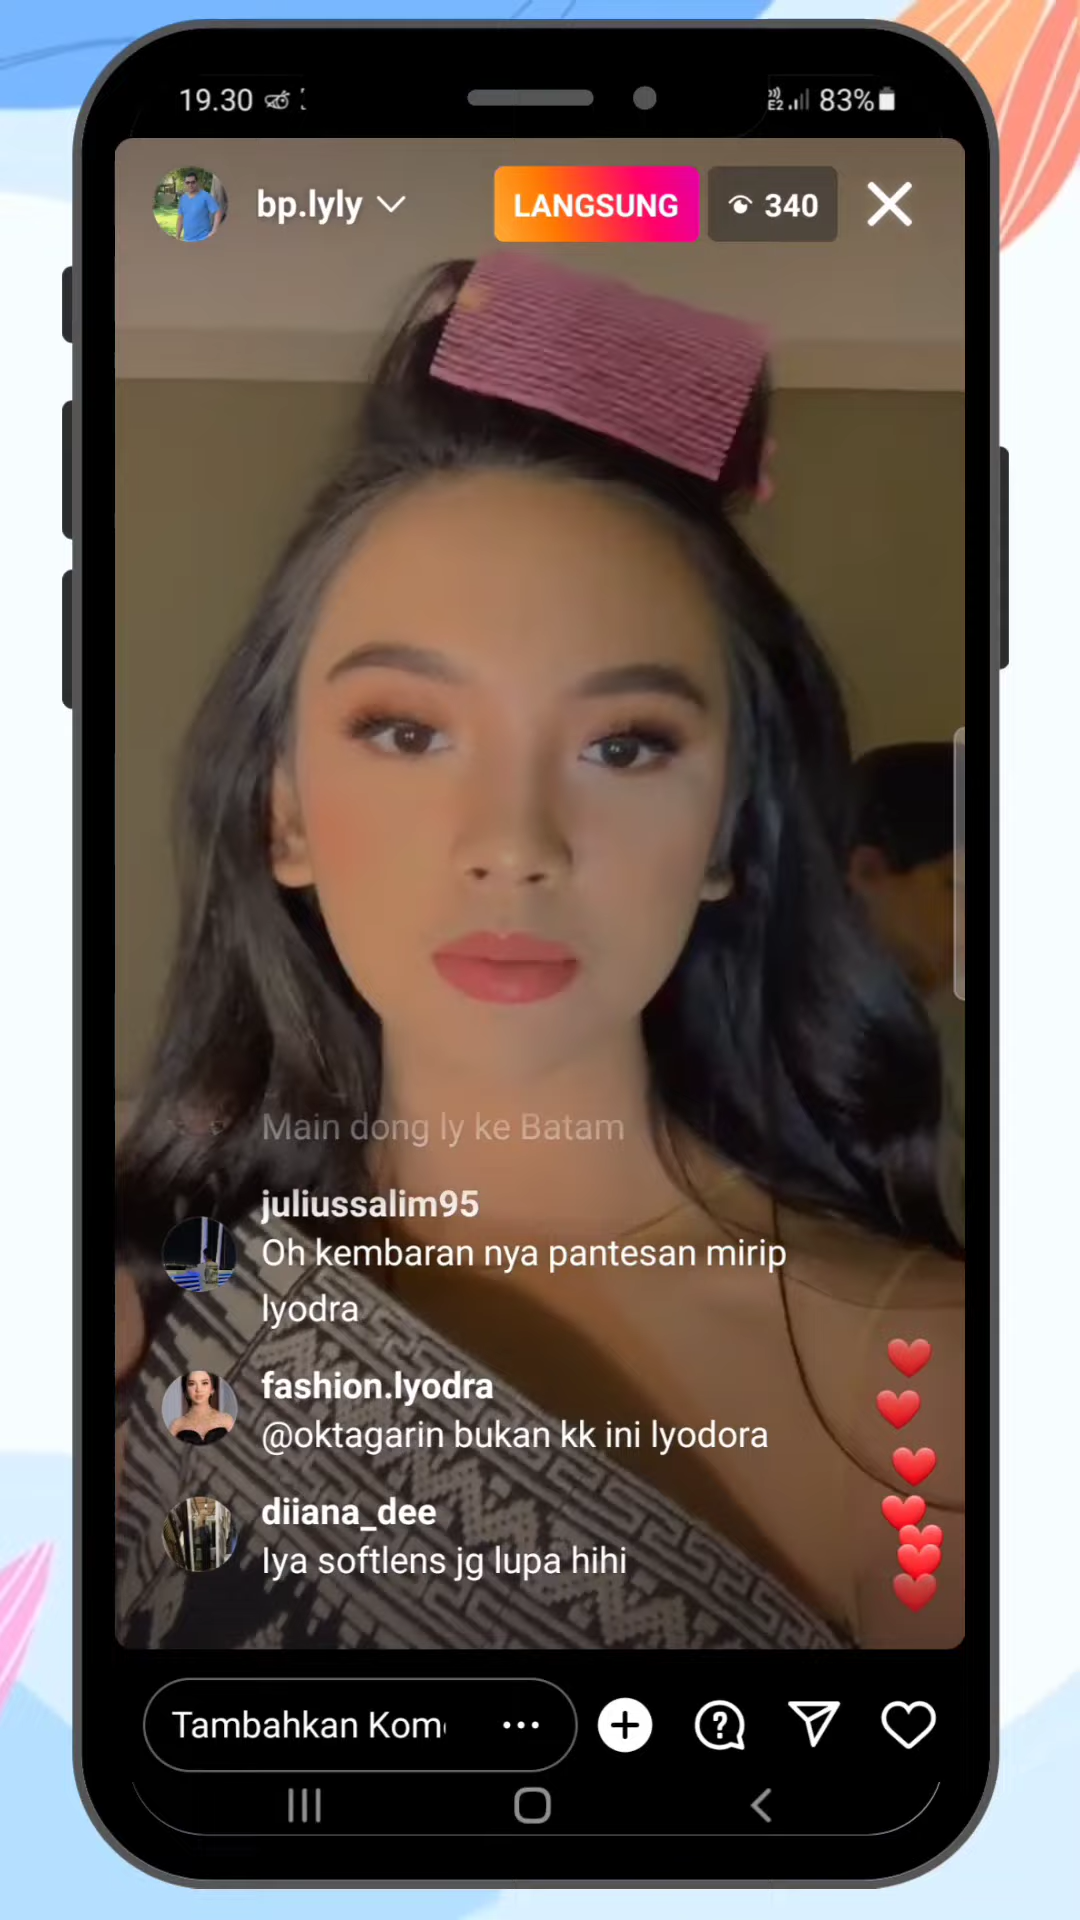 19.30
83%
bp.lyly
LANGSUNG
340
Main dong ly ke Batam
juliussalim95
Oh kembaran nya pantesan mirip
lyodra
fashion.lyodra
@oktagarin bukan kk ini lyodora
diiana_dee
Iya softlens jg lupa hihi
Tambahkan Kom